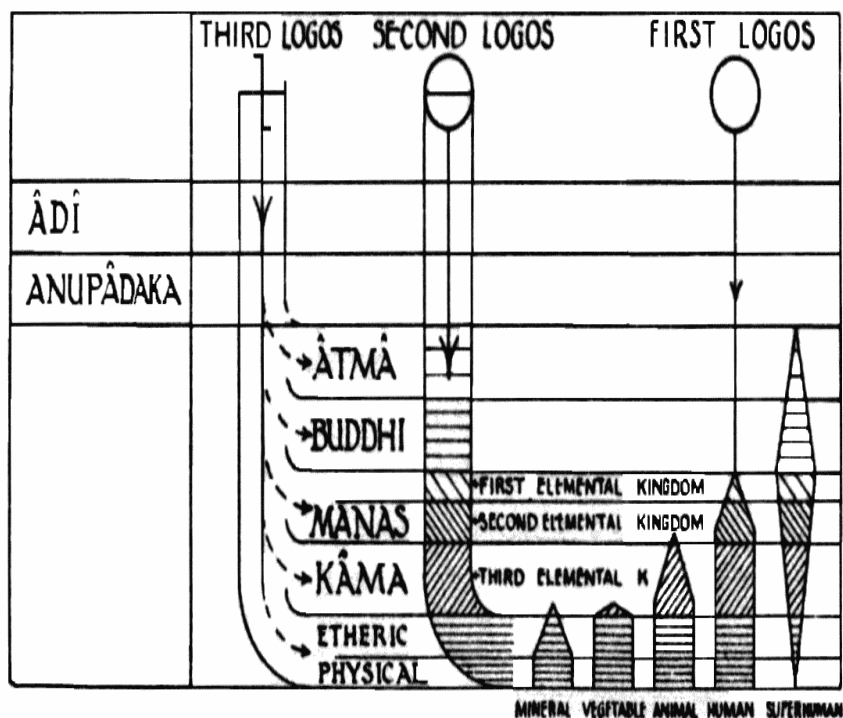 THIRD LOGOS SECOND LOGOS FIRST LOGOS
ÂDÎ
ANUPÂDAKA
ÂTMÂ
BUDDHI
FIRST ELEMENTAL KINGDOM
MANAS
SECOND ELEMENTAL KINGDOM
KÂMA
THIRD ELEMENTAL K
ETHERIC
PHYSICAL
MINERAL VEGETABLE ANIMAL HUMAN SUPERHUMAN